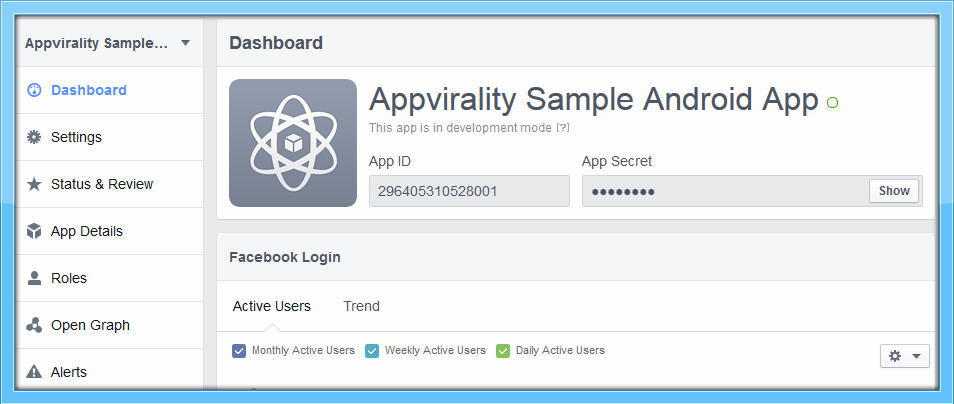 Appvirality Sample...
Dashboard
Settings
Status & Review
App Details
Roles
Open Graph
Alerts
Dashboard
Appvirality Sample Android App
This app is in development mode [?]
App ID
296405310528001
App Secret
●●●●●●●●
Show
Facebook Login
Active Users
Trend
Monthly Active Users
Weekly Active Users
Daily Active Users